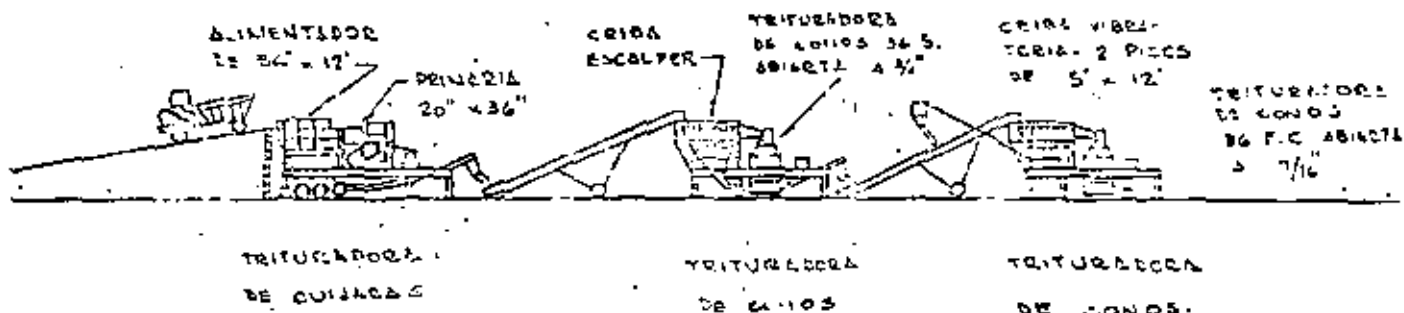 ALIMENTADOR
DE 36" x 12'
PRIMARIA
20" x 36"
CRIBA
ESCALPER
TRITURADORA
DE CONOS 36 S.
ABIERTA A 3/4"
CRIBA VIBRA-
TORIA 2 PISOS
DE 5' x 12'
TRITURADORA
DE CONOS
36 F.C ABIERTA
A 7/16"
TRITURADORA
DE QUIJADAS
TRITURADORA
DE CONOS
TRITURADORA
DE CONOS.